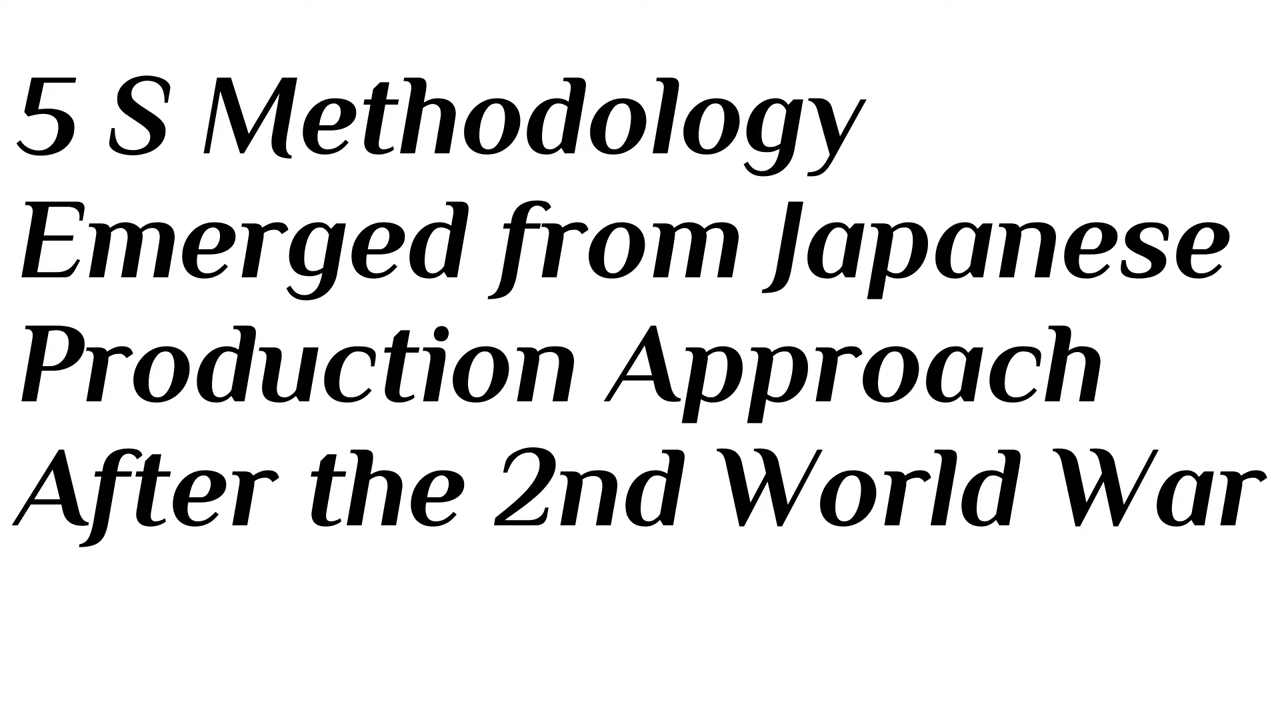 5 S Methodology
Emerged from Japanese
Production Approach
After the 2nd World War